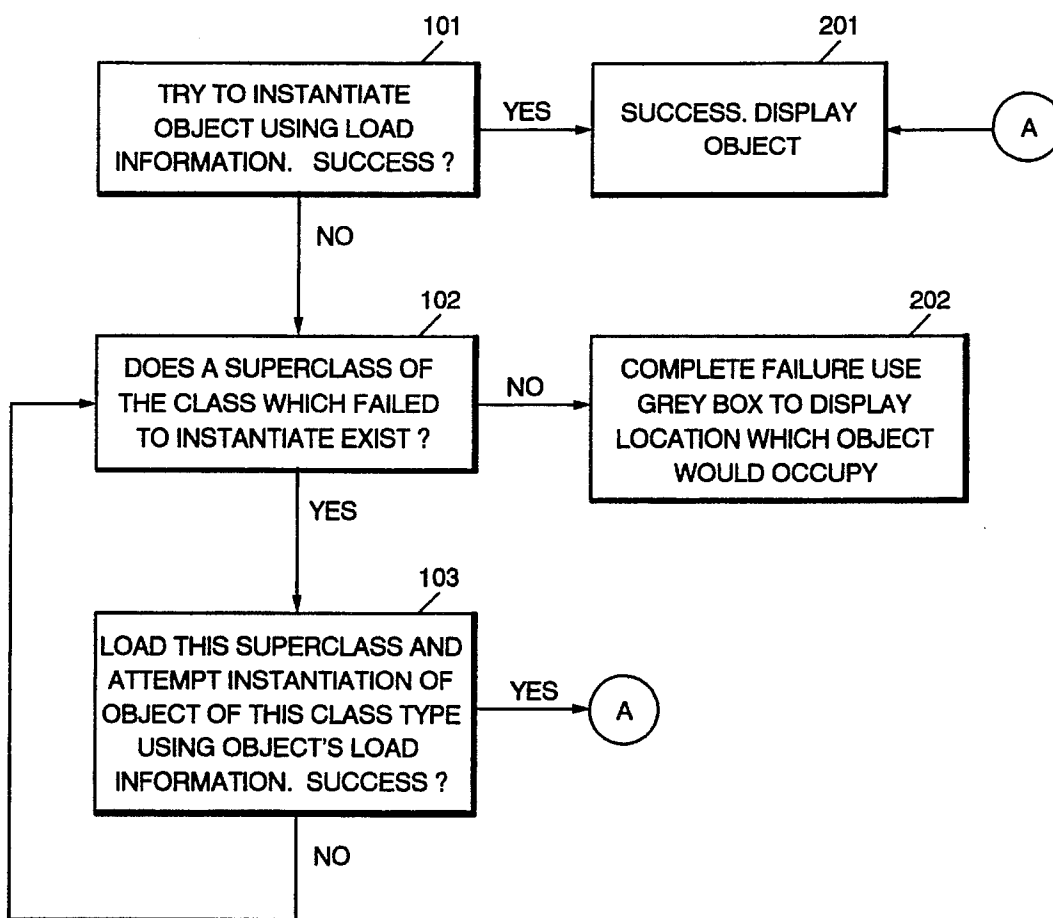 101
TRY TO INSTANTIATE
OBJECT USING LOAD
INFORMATION. SUCCESS ?
YES
201
SUCCESS. DISPLAY
OBJECT
A
NO
102
DOES A SUPERCLASS OF
THE CLASS WHICH FAILED
TO INSTANTIATE EXIST ?
NO
202
COMPLETE FAILURE USE
GREY BOX TO DISPLAY
LOCATION WHICH OBJECT
WOULD OCCUPY
YES
103
LOAD THIS SUPERCLASS AND
ATTEMPT INSTANTIATION OF
OBJECT OF THIS CLASS TYPE
USING OBJECT'S LOAD
INFORMATION. SUCCESS ?
YES
A
NO